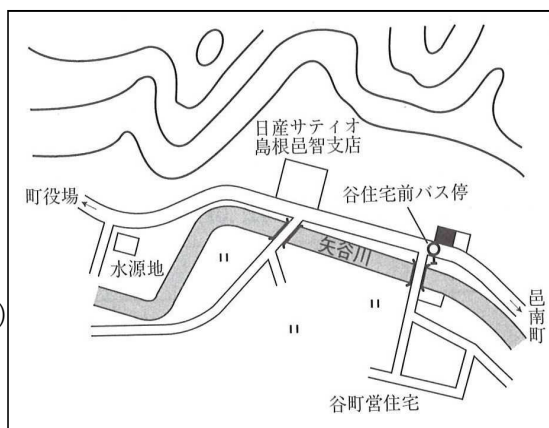 日産サティオ
島根邑智支店
谷住宅前バス停
町役場
水源地
矢谷川
邑南町
谷町営住宅